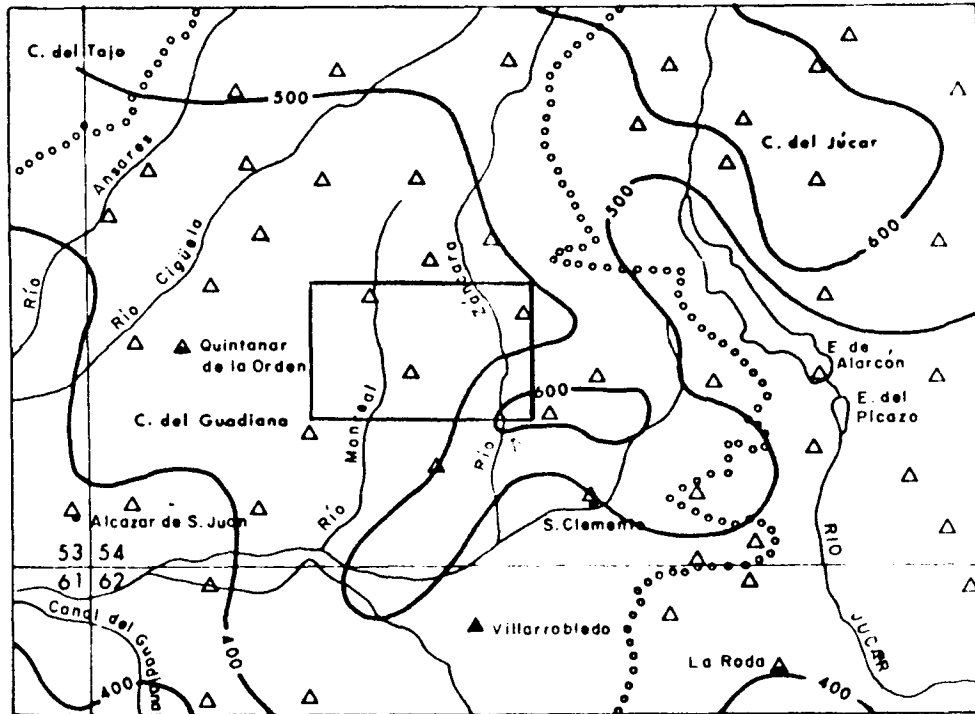 C. del Tajo
500
C. del Júcar
Ansares
Río
Cigüela
Río
Záncara
Río
500
600
Quintanar
de la Orden
E. de
Alarcón
600
E. del
Picazo
C. del Guadiana
Monreal
Río
Alcazar de S. Juan
S. Clemente
53 54
61 62
RIO
JUCAR
Canal del Guadiana
400
Villarrobledo
La Roda
400
400